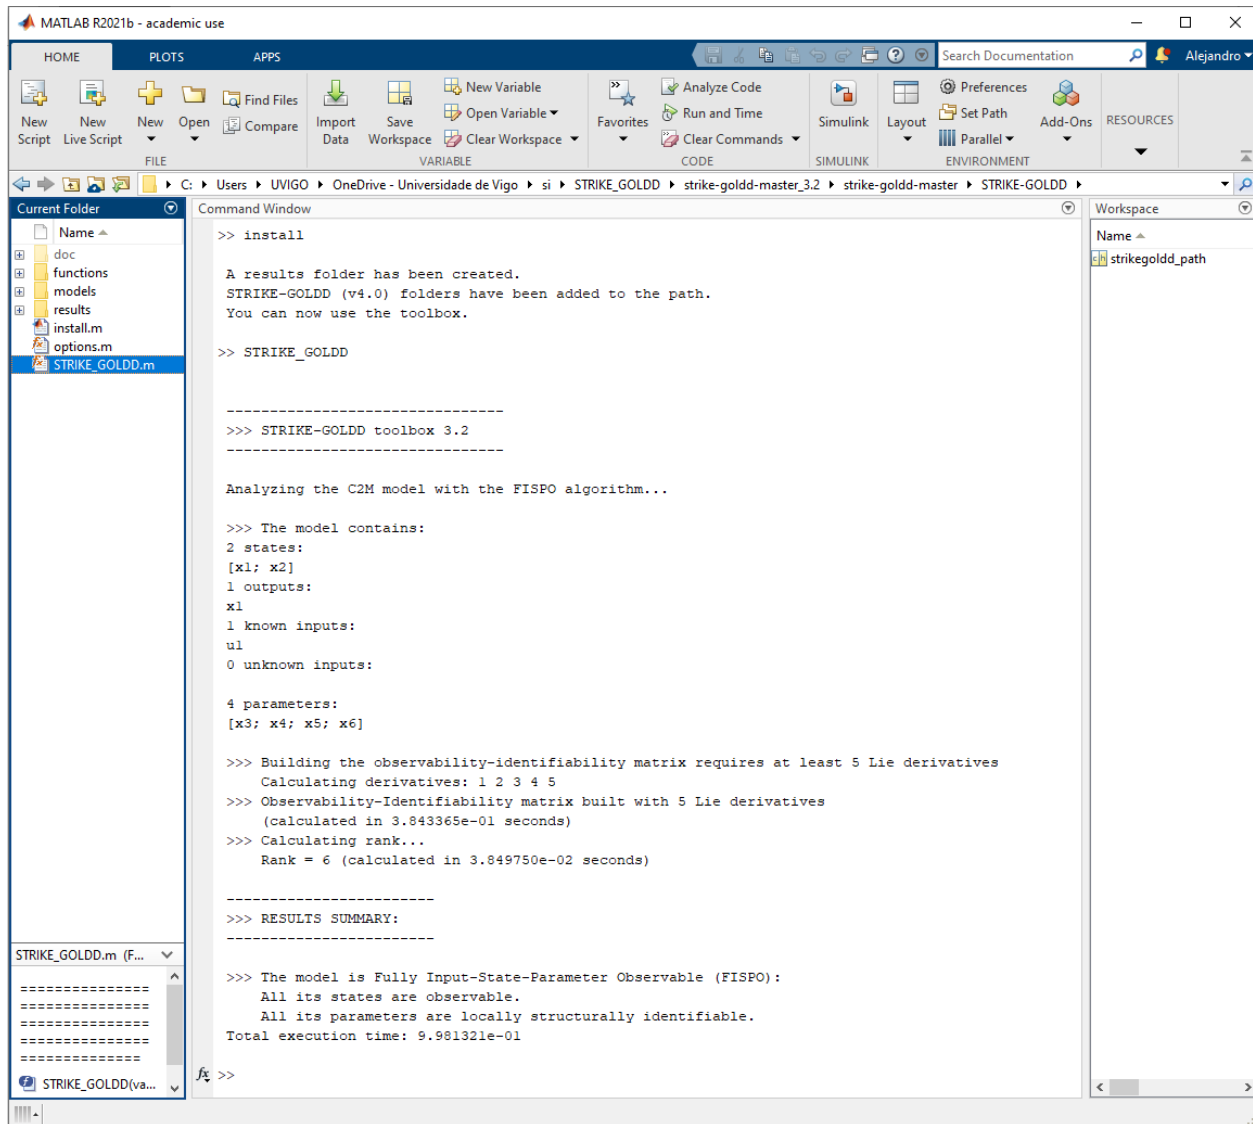 MATLAB R2021b - academic use
HOME PLOTS APPS Search Documentation Alejandro
New Script
New Live Script
New
Open
Find Files
Compare
Import Data
Save Workspace
New Variable
Open Variable
Clear Workspace
Favorites
Analyze Code
Run and Time
Clear Commands
Simulink
Layout
Preferences
Set Path
Parallel
Add-Ons
RESOURCES
FILE VARIABLE CODE SIMULINK ENVIRONMENT
C: Users UVIGO OneDrive - Universidade de Vigo si STRIKE_GOLDD strike-goldd-master_3.2 strike-goldd-master STRIKE-GOLDD
Current Folder
Name
doc
functions
models
results
install.m
options.m
STRIKE_GOLDD.m
STRIKE_GOLDD.m (F...
===============
===============
===============
===============
==============
STRIKE_GOLDD(va...
Command Window
>> install
A results folder has been created.
STRIKE-GOLDD (v4.0) folders have been added to the path.
You can now use the toolbox.
>> STRIKE_GOLDD
--------------------------------
>>> STRIKE-GOLDD toolbox 3.2
--------------------------------
Analyzing the C2M model with the FISPO algorithm...
>>> The model contains:
2 states:
[x1; x2]
1 outputs:
x1
1 known inputs:
u1
0 unknown inputs:
4 parameters:
[x3; x4; x5; x6]
>>> Building the observability-identifiability matrix requires at least 5 Lie derivatives
Calculating derivatives: 1 2 3 4 5
>>> Observability-Identifiability matrix built with 5 Lie derivatives
(calculated in 3.843365e-01 seconds)
>>> Calculating rank...
Rank = 6 (calculated in 3.849750e-02 seconds)
------------------------
>>> RESULTS SUMMARY:
------------------------
>>> The model is Fully Input-State-Parameter Observable (FISPO):
All its states are observable.
All its parameters are locally structurally identifiable.
Total execution time: 9.981321e-01
fx >>
Workspace
Name
strikegoldd_path